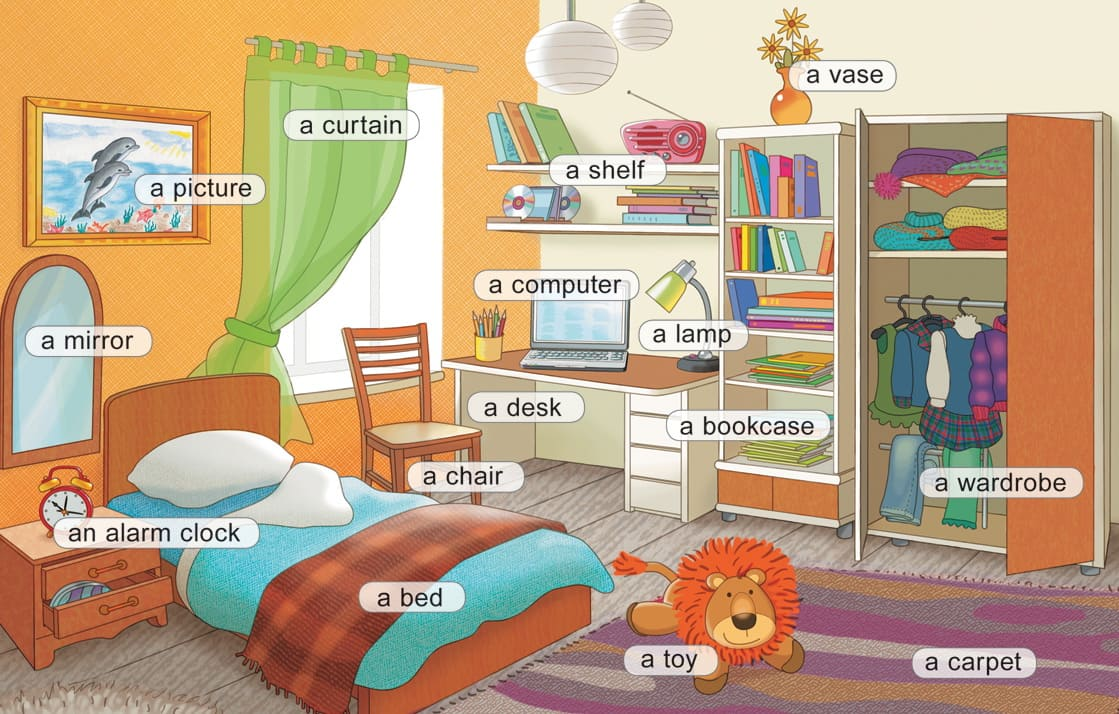 a vase
a curtain
a shelf
a picture
a computer
a lamp
a mirror
a desk
a bookcase
a chair
a wardrobe
an alarm clock
a bed
a toy
a carpet